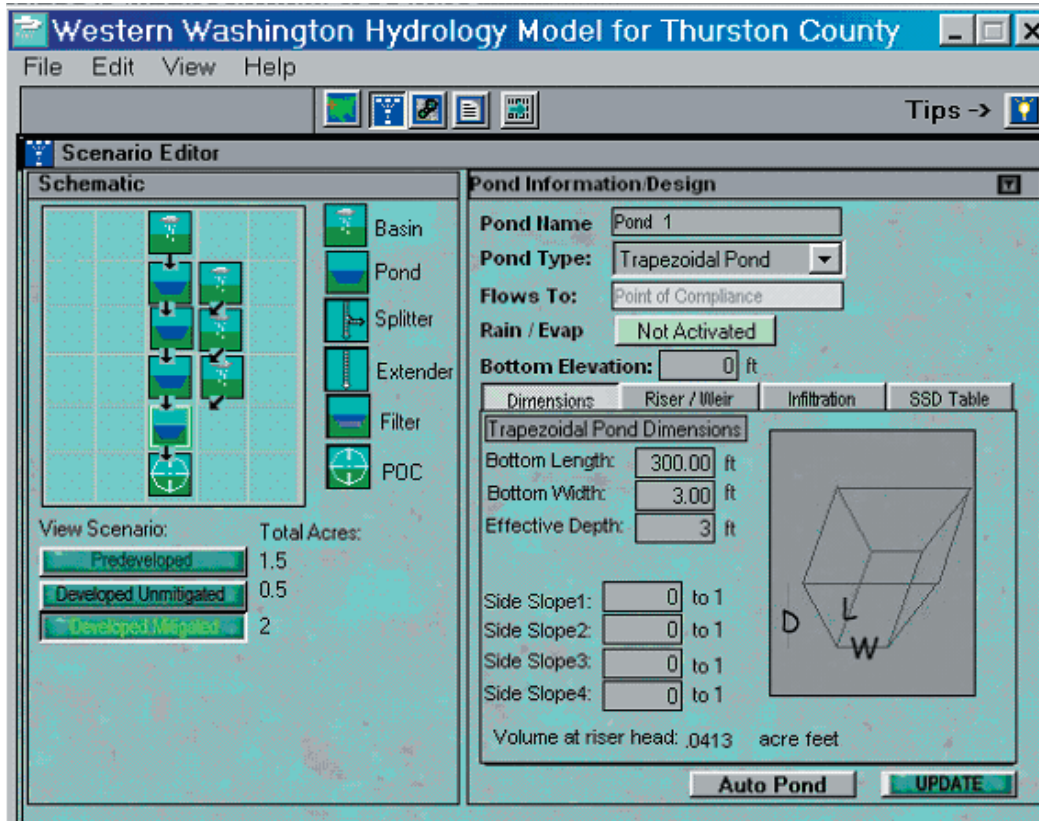 Western Washington Hydrology Model for Thurston County
File Edit View Help
Tips ->
Scenario Editor
Schematic
Basin
Pond
Splitter
Extender
Filter
POC
View Scenario: Total Acres:
Predeveloped 1.5
Developed Unmitigated 0.5
Developed Mitigated 2
Pond Information/Design
Pond Name Pond 1
Pond Type: Trapezoidal Pond
Flows To: Point of Compliance
Rain / Evap Not Activated
Bottom Elevation: 0 ft
Dimensions Riser / Weir Infiltration SSD Table
Trapezoidal Pond Dimensions
Bottom Length: 300.00 ft
Bottom Width: 3.00 ft
Effective Depth: 3 ft
Side Slope1: 0 to 1
Side Slope2: 0 to 1
Side Slope3: 0 to 1
Side Slope4: 0 to 1
D L W
Volume at riser head: .0413 acre feet
Auto Pond UPDATE